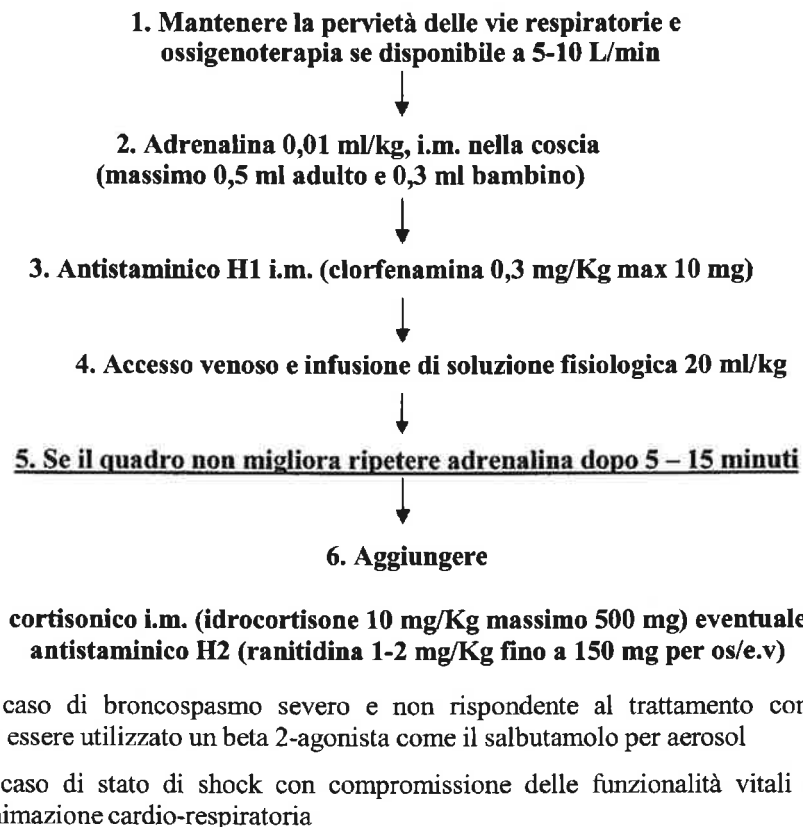 1. Mantenere la pervietà delle vie respiratorie e
ossigenoterapia se disponibile a 5-10 L/min
2. Adrenalina 0,01 ml/kg, i.m. nella coscia
(massimo 0,5 ml adulto e 0,3 ml bambino)
3. Antistaminico H1 i.m. (clorfenamina 0,3 mg/Kg max 10 mg)
4. Accesso venoso e infusione di soluzione fisiologica 20 ml/kg
5. Se il quadro non migliora ripetere adrenalina dopo 5 – 15 minuti
6. Aggiungere
cortisonico i.m. (idrocortisone 10 mg/Kg massimo 500 mg) eventuale
antistaminico H2 (ranitidina 1-2 mg/Kg fino a 150 mg per os/e.v)
caso di broncospasmo severo e non rispondente al trattamento con
essere utilizzato un beta 2-agonista come il salbutamolo per aerosol
caso di stato di shock con compromissione delle funzionalità vitali
nimazione cardio-respiratoria